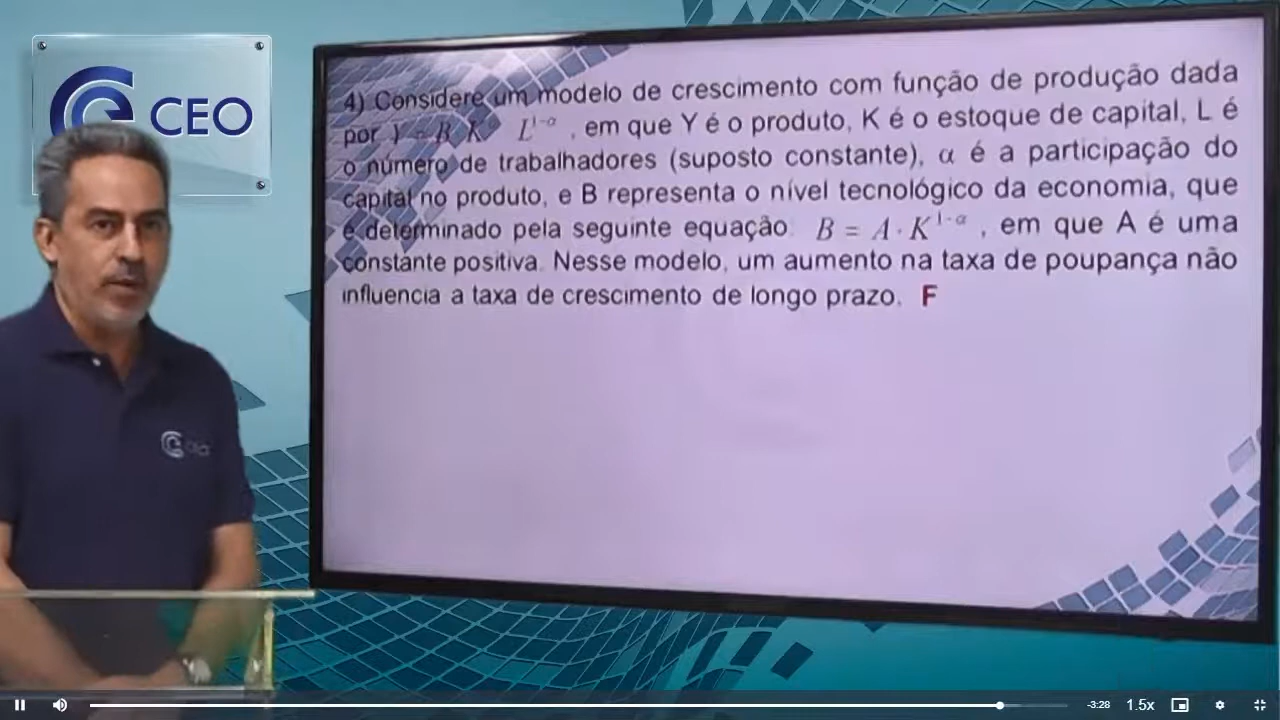 CEO
4) Considere um modelo de crescimento com função de produção dada
por Y = B K L^{1-α} , em que Y é o produto, K é o estoque de capital, L é
o número de trabalhadores (suposto constante), α é a participação do
capital no produto, e B representa o nível tecnológico da economia, que
é determinado pela seguinte equação: B = A · K^{1-α} , em que A é uma
constante positiva. Nesse modelo, um aumento na taxa de poupança não
influencia a taxa de crescimento de longo prazo. F
-3:28 1.5x